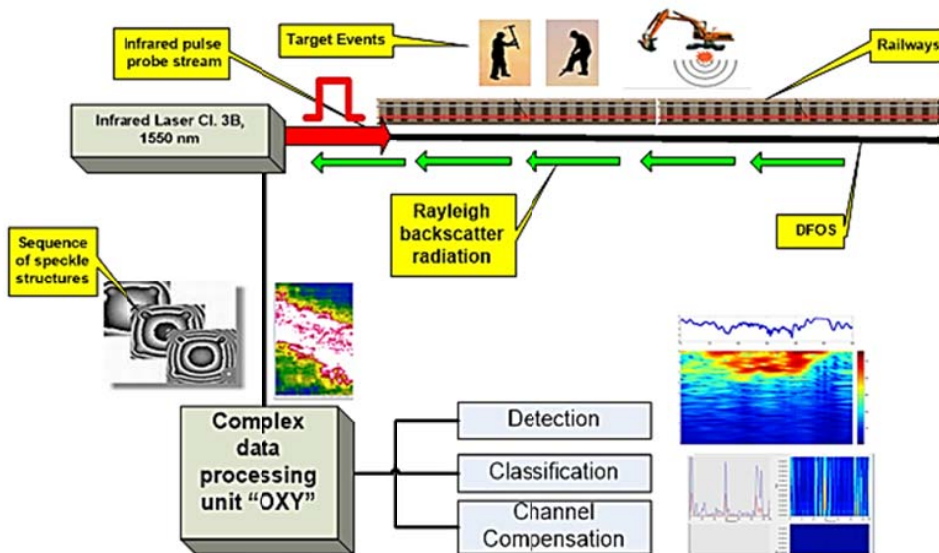 Infrared pulse
probe stream
Target Events
Railways
Infrared Laser Cl. 3B,
1550 nm
Rayleigh
backscatter
radiation
DFOS
Sequence
of speckle
structures
Complex
data
processing
unit “OXY”
Detection
Classification
Channel
Compensation